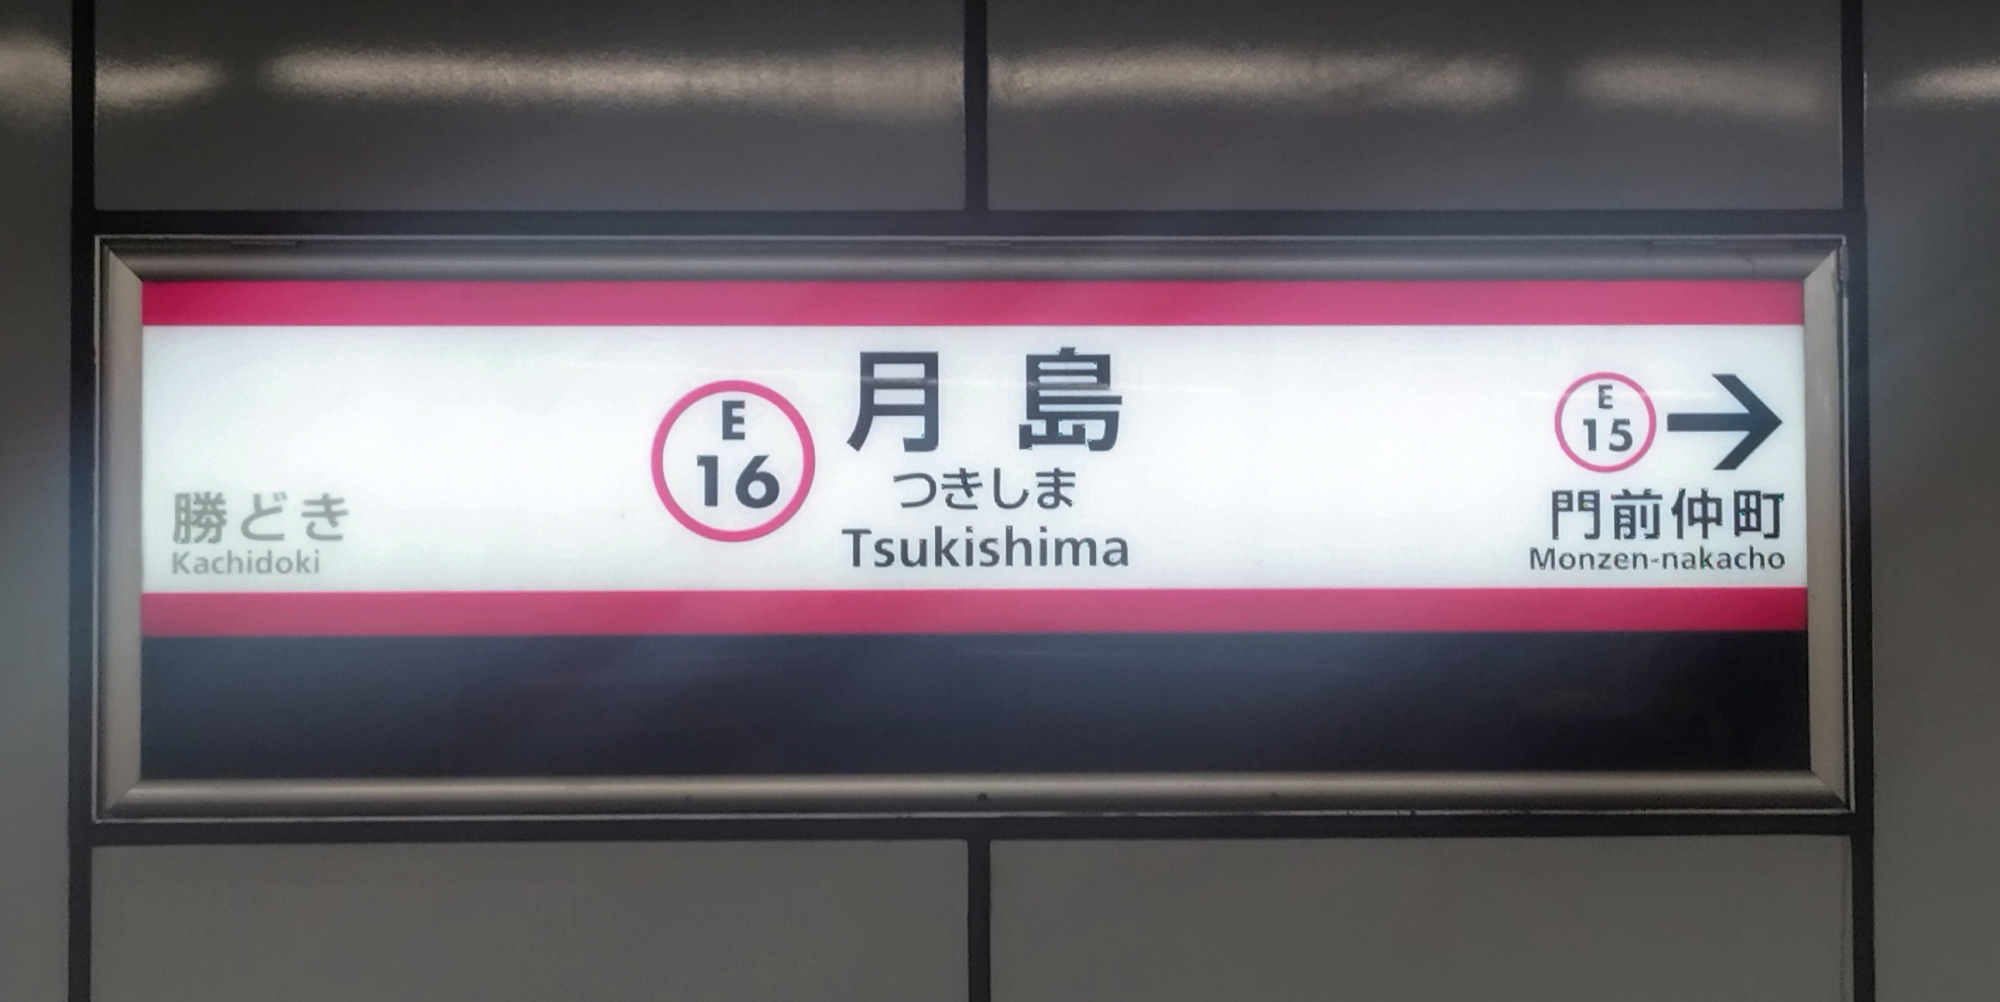 勝どき
Kachidoki
E
16
月島
つきしま
Tsukishima
E
15
門前仲町
Monzen-nakacho